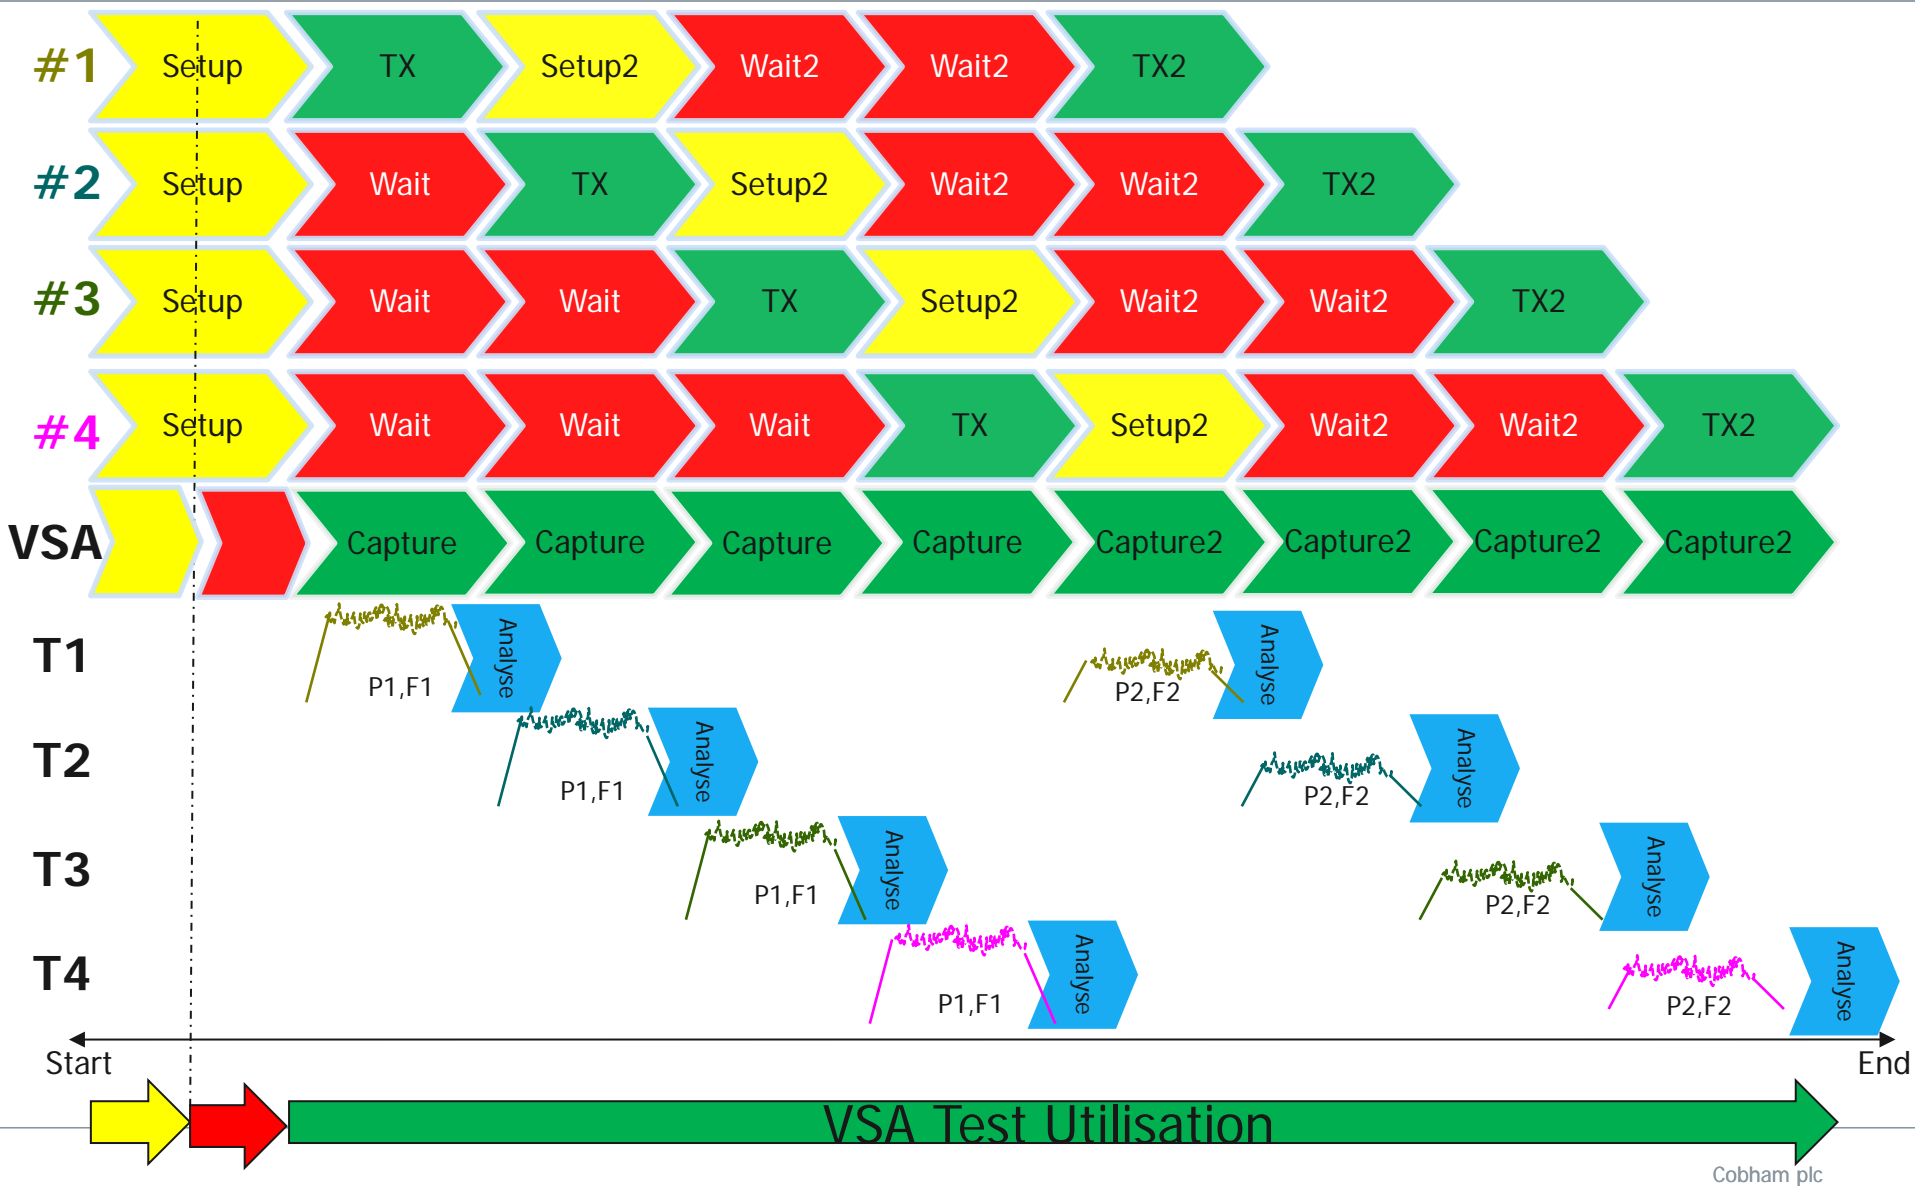 #1 Setup TX Setup2 Wait2 Wait2 TX2
#2 Setup Wait TX Setup2 Wait2 Wait2 TX2
#3 Setup Wait Wait TX Setup2 Wait2 Wait2 TX2
#4 Setup Wait Wait Wait TX Setup2 Wait2 Wait2 TX2
VSA Capture Capture Capture Capture Capture2 Capture2 Capture2 Capture2
T1 P1,F1 Analyse P2,F2 Analyse
T2 P1,F1 Analyse P2,F2 Analyse
T3 P1,F1 Analyse P2,F2 Analyse
T4 P1,F1 Analyse P2,F2 Analyse
Start End
VSA Test Utilisation
Cobham plc